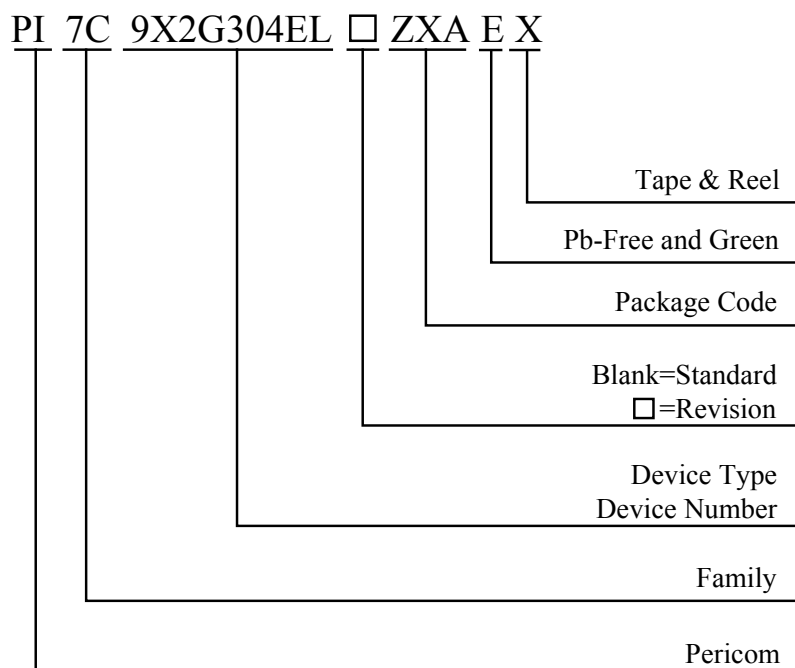 PI 7C 9X2G304EL □ ZXA E X
Tape & Reel
Pb-Free and Green
Package Code
Blank=Standard
□=Revision
Device Type
Device Number
Family
Pericom